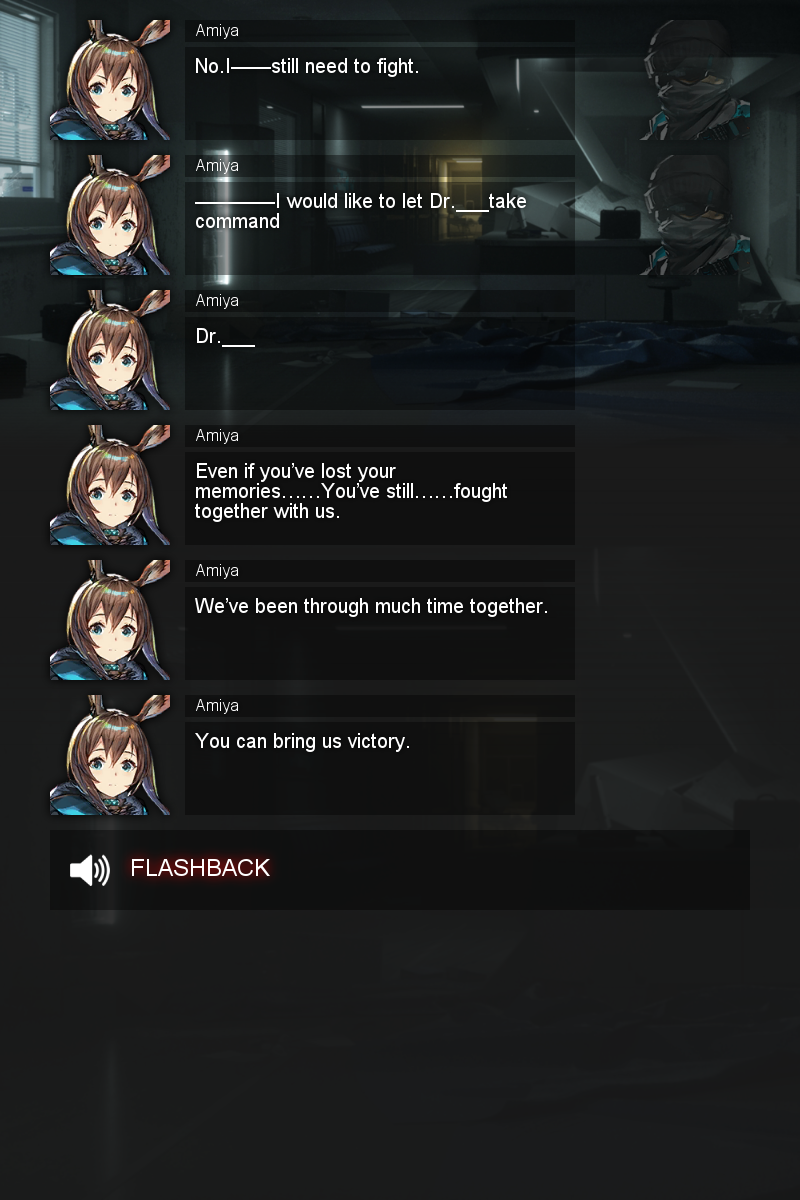 Amiya
No.I——still need to fight.
Amiya
————I would like to let Dr.___take
command
Amiya
Dr.___
Amiya
Even if you've lost your
memories……You've still……fought
together with us.
Amiya
We've been through much time together.
Amiya
You can bring us victory.
FLASHBACK